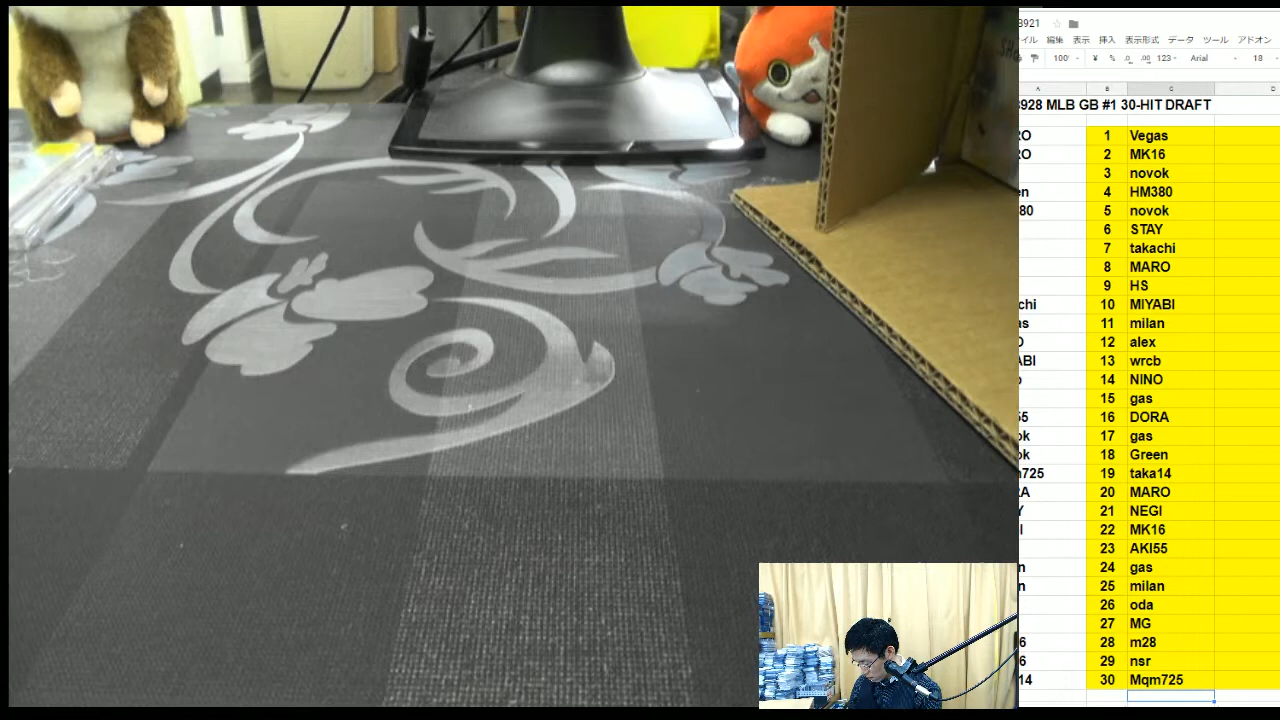 8921
イル 編集 表示 挿入 表示形式 データ ツール アドオン
100 ¥ % .0 .00 123 Arial 18
A B C D
8928 MLB GB #1 30-HIT DRAFT
RO 1 Vegas
RO 2 MK16
3 novok
en 4 HM380
80 5 novok
6 STAY
7 takachi
8 MARO
9 HS
chi 10 MIYABI
as 11 milan
O 12 alex
ABI 13 wrcb
o 14 NINO
15 gas
55 16 DORA
ok 17 gas
ok 18 Green
m725 19 taka14
RA 20 MARO
Y 21 NEGI
I 22 MK16
23 AKI55
n 24 gas
n 25 milan
26 oda
27 MG
6 28 m28
6 29 nsr
14 30 Mqm725